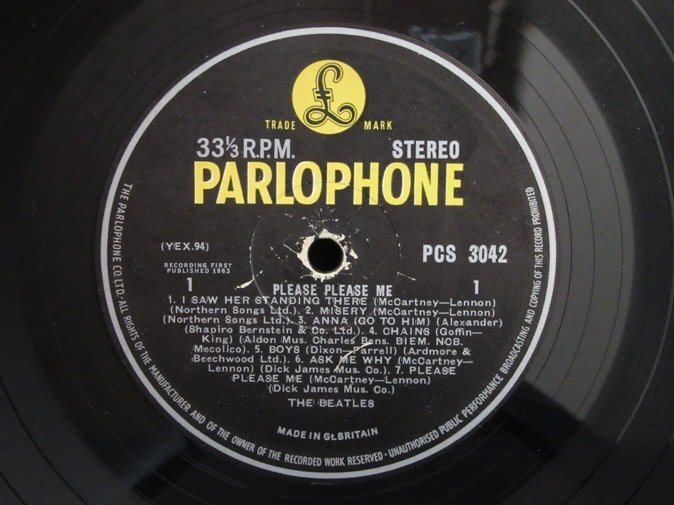 £
TRADE MARK
33⅓ R.P.M. STEREO
PARLOPHONE
(YEX.94) PCS 3042
RECORDING FIRST
PUBLISHED 1963
1 PLEASE PLEASE ME 1
1. I SAW HER STANDING THERE (McCartney—Lennon)
(Northern Songs Ltd.) 2. MISERY (McCartney—Lennon)
(Northern Songs Ltd.) 3. ANNA (GO TO HIM) (Alexander)
(Shapiro Bernstein & Co. Ltd.) 4. CHAINS (Goffin—
King) (Aldon Mus. Charles Bens. BIEM. NOB.
Mecolico). 5. BOYS (Dixon—Farrell) (Ardmore &
Beechwood Ltd.) 6. ASK ME WHY (McCartney—
Lennon) (Dick James Mus. Co.) 7. PLEASE
PLEASE ME (McCartney—Lennon)
(Dick James Mus. Co.)
THE BEATLES
MADE IN Gt. BRITAIN
THE PARLOPHONE CO. LTD. · ALL RIGHTS OF THE MANUFACTURER AND OF THE OWNER OF THE RECORDED WORK RESERVED · UNAUTHORISED PUBLIC PERFORMANCE BROADCASTING AND COPYING OF THIS RECORD PROHIBITED